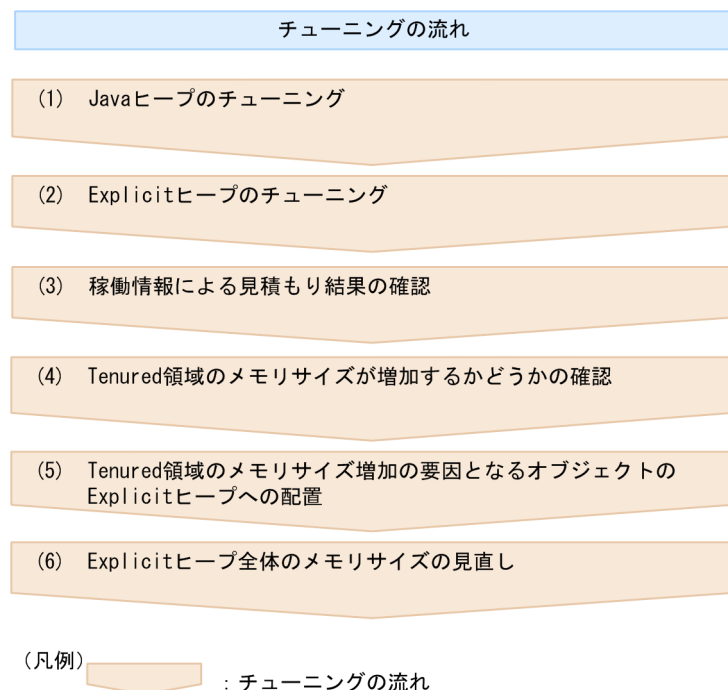 チューニングの流れ
(1) Javaヒープのチューニング
(2) Explicitヒープのチューニング
(3) 稼働情報による見積もり結果の確認
(4) Tenured領域のメモリサイズが増加するかどうかの確認
(5) Tenured領域のメモリサイズ増加の要因となるオブジェクトの
Explicitヒープへの配置
(6) Explicitヒープ全体のメモリサイズの見直し
(凡例)
：チューニングの流れ